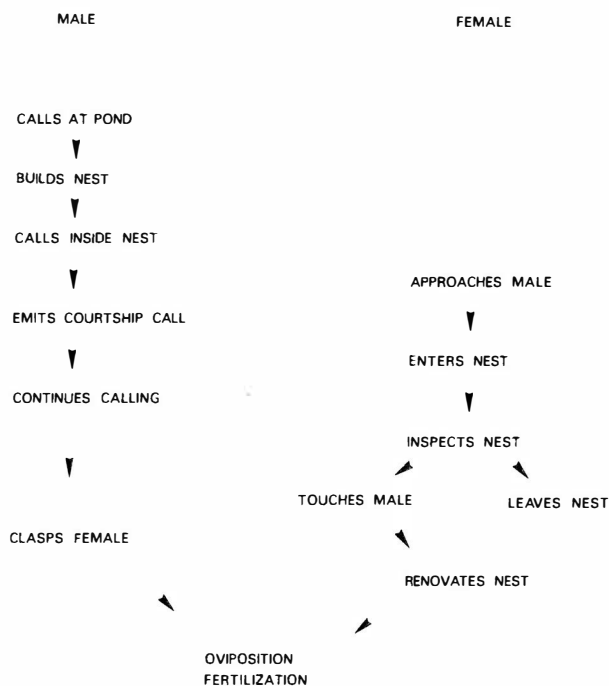 MALE
FEMALE
CALLS AT POND
BUILDS NEST
CALLS INSIDE NEST
APPROACHES MALE
EMITS COURTSHIP CALL
ENTERS NEST
CONTINUES CALLING
INSPECTS NEST
TOUCHES MALE
LEAVES NEST
CLASPS FEMALE
RENOVATES NEST
OVIPOSITION
FERTILIZATION